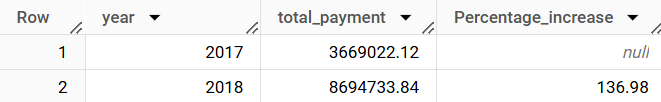 Row year total_payment Percentage_increase
1 2017 3669022.12 null
2 2018 8694733.84 136.98